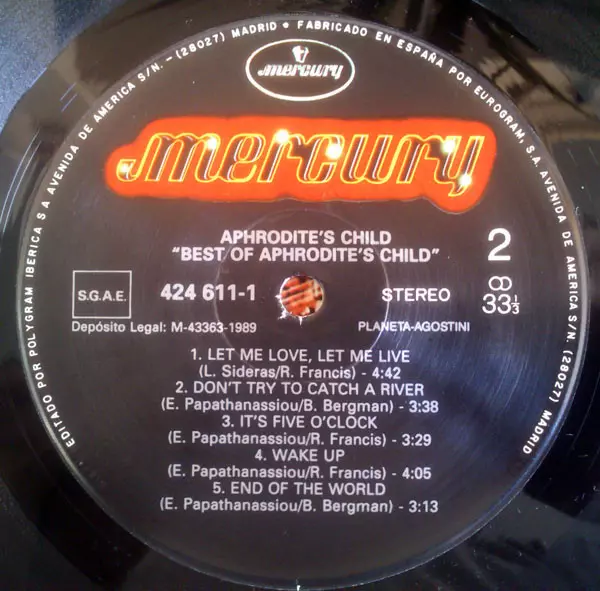 EDITADO POR POLYGRAM IBERICA S A AVENIDA DE AMERICA S/N. - (28027) MADRID * FABRICADO EN ESPAÑA POR EUROGRAM, S.A. AVENIDA DE AMERICA S/N. (28027) MADRID
mercury
mercury
APHRODITE'S CHILD
"BEST OF APHRODITE'S CHILD"
2
S.G.A.E.
424 611-1
STEREO
33 1/3
Depósito Legal: M-43363-1989
PLANETA-AGOSTINI
1. LET ME LOVE, LET ME LIVE
(L. Sideras/R. Francis) - 4:42
2. DON'T TRY TO CATCH A RIVER
(E. Papathanassiou/B. Bergman) - 3:38
3. IT'S FIVE O'CLOCK
(E. Papathanassiou/R. Francis) - 3:29
4. WAKE UP
(E. Papathanassiou/R. Francis) - 4:05
5. END OF THE WORLD
(E. Papathanassiou/B. Bergman) - 3:13